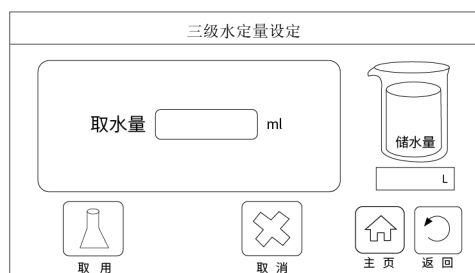 三级水定量设定
取水量 ml
储水量
L
取 用
取 消
主 页
返 回